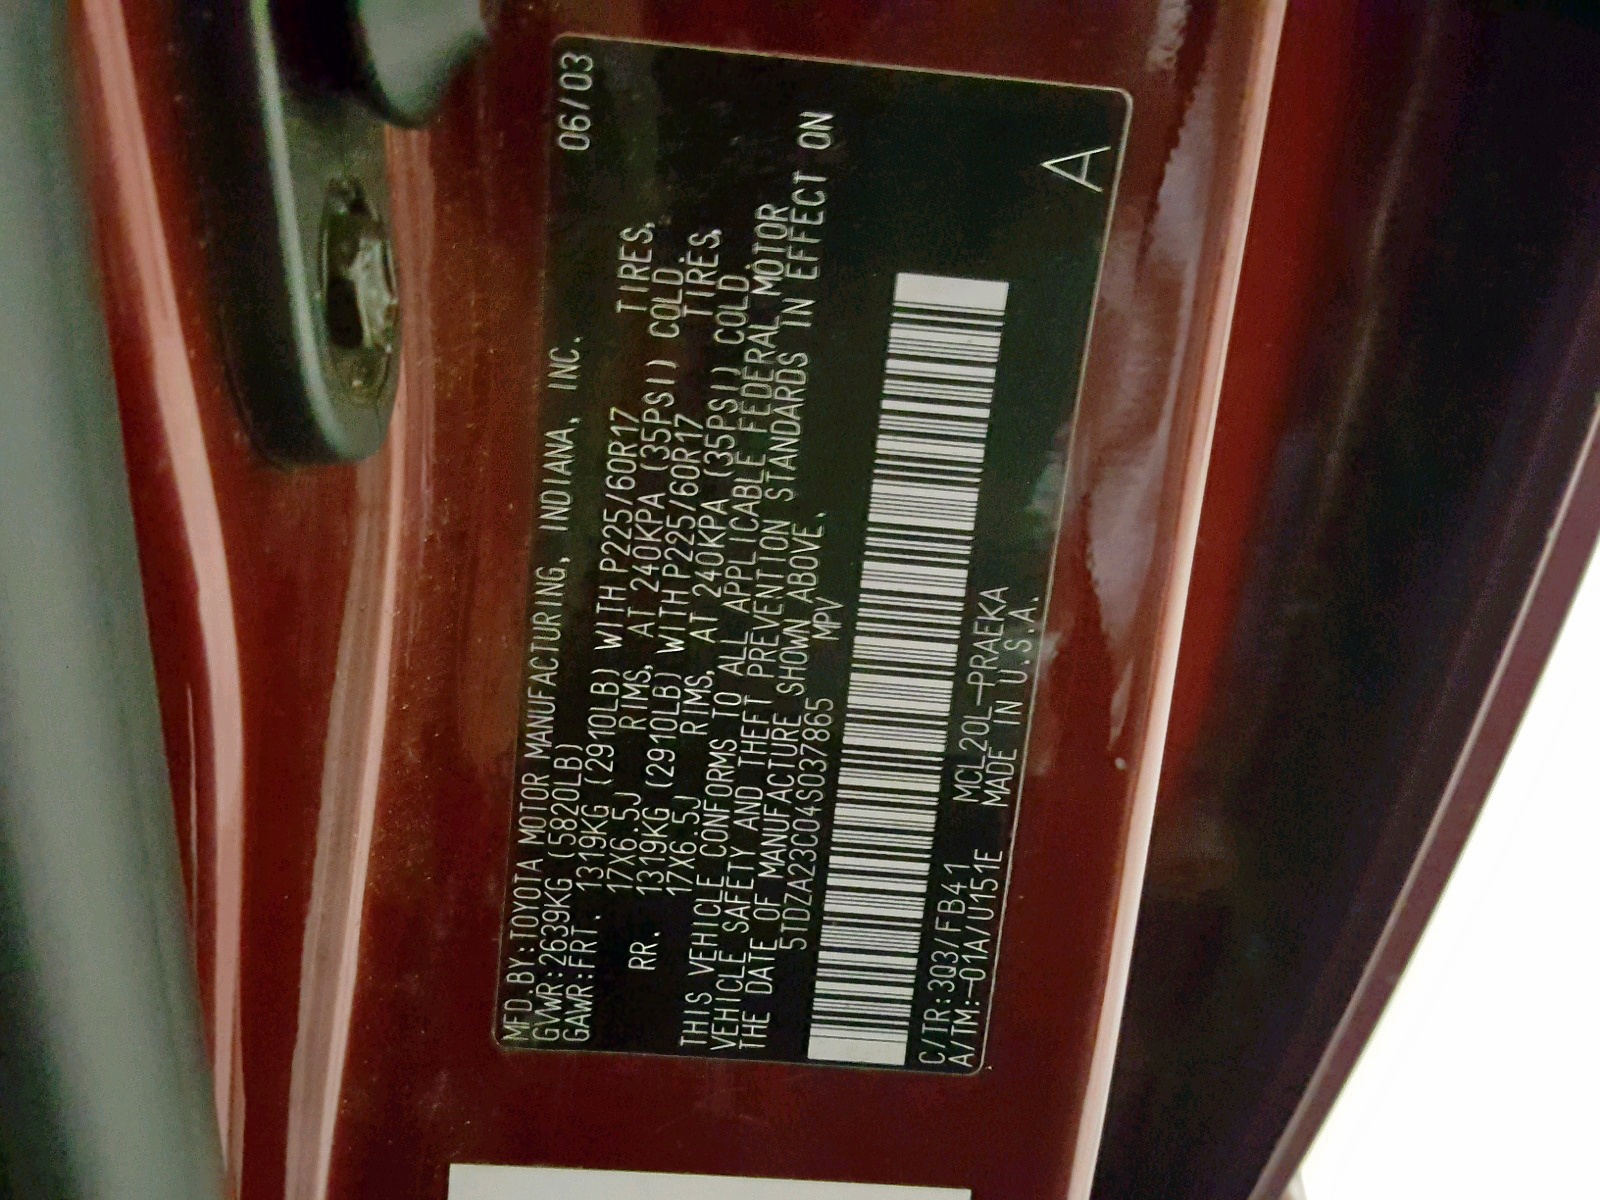 MFD.BY:TOYOTA MOTOR MANUFACTURING, INDIANA, INC. 06/03
GVWR:2639KG (5820LB)
GAWR:FRT. 1319KG (2910LB) WITH P225/60R17 TIRES,
17X6.5J RIMS, AT 240KPA (35PSI) COLD.
RR. 1319KG (2910LB) WITH P225/60R17 TIRES,
17X6.5J RIMS, AT 240KPA (35PSI) COLD
THIS VEHICLE CONFORMS TO ALL APPLICABLE FEDERAL MOTOR
VEHICLE SAFETY AND THEFT PREVENTION STANDARDS IN EFFECT ON
THE DATE OF MANUFACTURE SHOWN ABOVE.
5TDZA23C04S037865 MPV
C/TR:3Q3/FB41 MCL20L-PRAEKA
A/TM:-01A/U151E MADE IN U.S.A.
A